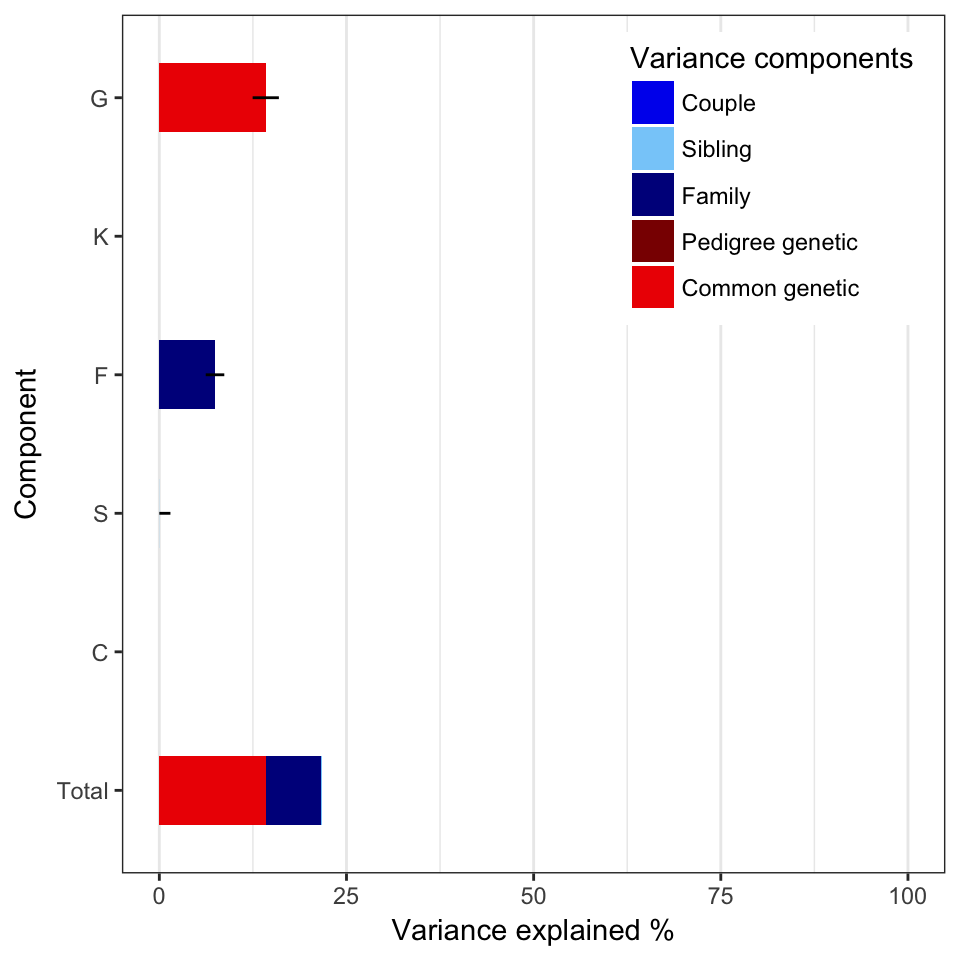 Variance components
Couple
Sibling
Family
Pedigree genetic
Common genetic
G
K
F
S
C
Total
Component
0 25 50 75 100
Variance explained %